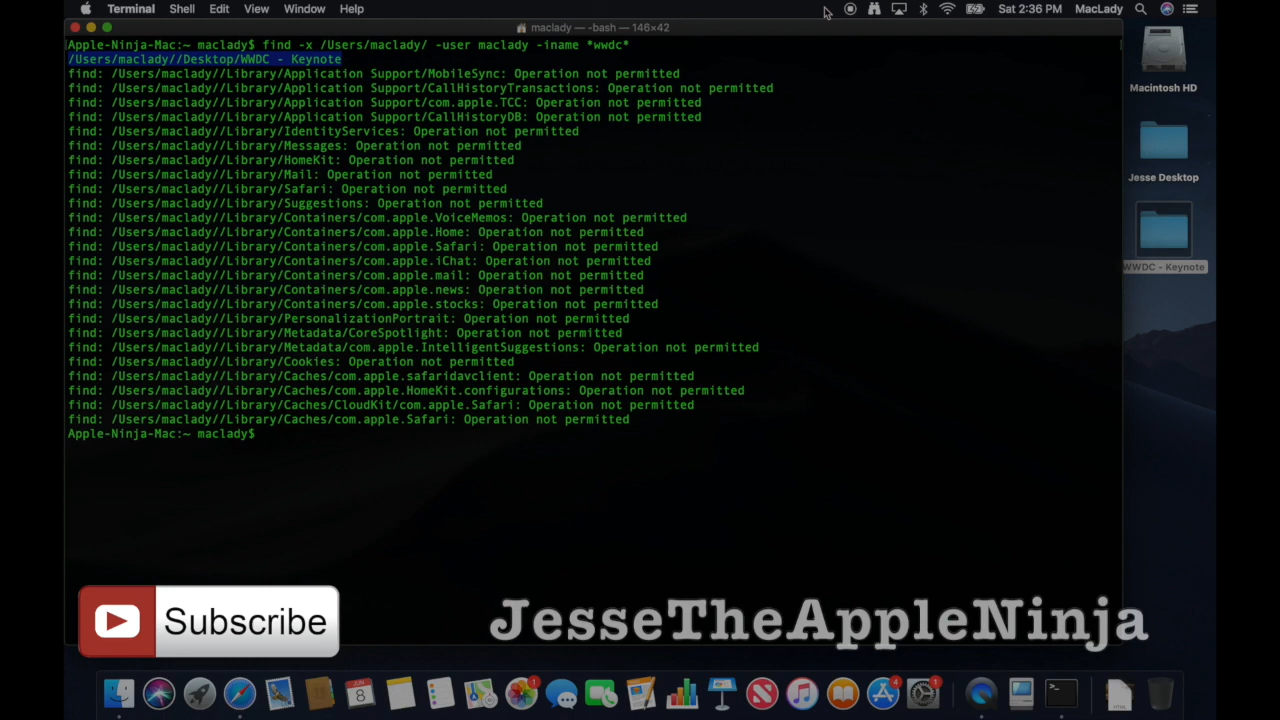 Terminal Shell Edit View Window Help Sat 2:36 PM MacLady
maclady — -bash — 146×42
Apple-Ninja-Mac:~ maclady$ find -x /Users/maclady/ -user maclady -iname *wwdc*
/Users/maclady//Desktop/WWDC - Keynote
find: /Users/maclady//Library/Application Support/MobileSync: Operation not permitted
find: /Users/maclady//Library/Application Support/CallHistoryTransactions: Operation not permitted
find: /Users/maclady//Library/Application Support/com.apple.TCC: Operation not permitted
find: /Users/maclady//Library/Application Support/CallHistoryDB: Operation not permitted
find: /Users/maclady//Library/IdentityServices: Operation not permitted
find: /Users/maclady//Library/Messages: Operation not permitted
find: /Users/maclady//Library/HomeKit: Operation not permitted
find: /Users/maclady//Library/Mail: Operation not permitted
find: /Users/maclady//Library/Safari: Operation not permitted
find: /Users/maclady//Library/Suggestions: Operation not permitted
find: /Users/maclady//Library/Containers/com.apple.VoiceMemos: Operation not permitted
find: /Users/maclady//Library/Containers/com.apple.Home: Operation not permitted
find: /Users/maclady//Library/Containers/com.apple.Safari: Operation not permitted
find: /Users/maclady//Library/Containers/com.apple.iChat: Operation not permitted
find: /Users/maclady//Library/Containers/com.apple.mail: Operation not permitted
find: /Users/maclady//Library/Containers/com.apple.news: Operation not permitted
find: /Users/maclady//Library/Containers/com.apple.stocks: Operation not permitted
find: /Users/maclady//Library/PersonalizationPortrait: Operation not permitted
find: /Users/maclady//Library/Metadata/CoreSpotlight: Operation not permitted
find: /Users/maclady//Library/Metadata/com.apple.IntelligentSuggestions: Operation not permitted
find: /Users/maclady//Library/Cookies: Operation not permitted
find: /Users/maclady//Library/Caches/com.apple.safaridavclient: Operation not permitted
find: /Users/maclady//Library/Caches/com.apple.HomeKit.configurations: Operation not permitted
find: /Users/maclady//Library/Caches/CloudKit/com.apple.Safari: Operation not permitted
find: /Users/maclady//Library/Caches/com.apple.Safari: Operation not permitted
Apple-Ninja-Mac:~ maclady$
Macintosh HD
Jesse Desktop
WWDC - Keynote
Subscribe
JesseTheAppleNinja
JUN
8
1
4
1
HTML